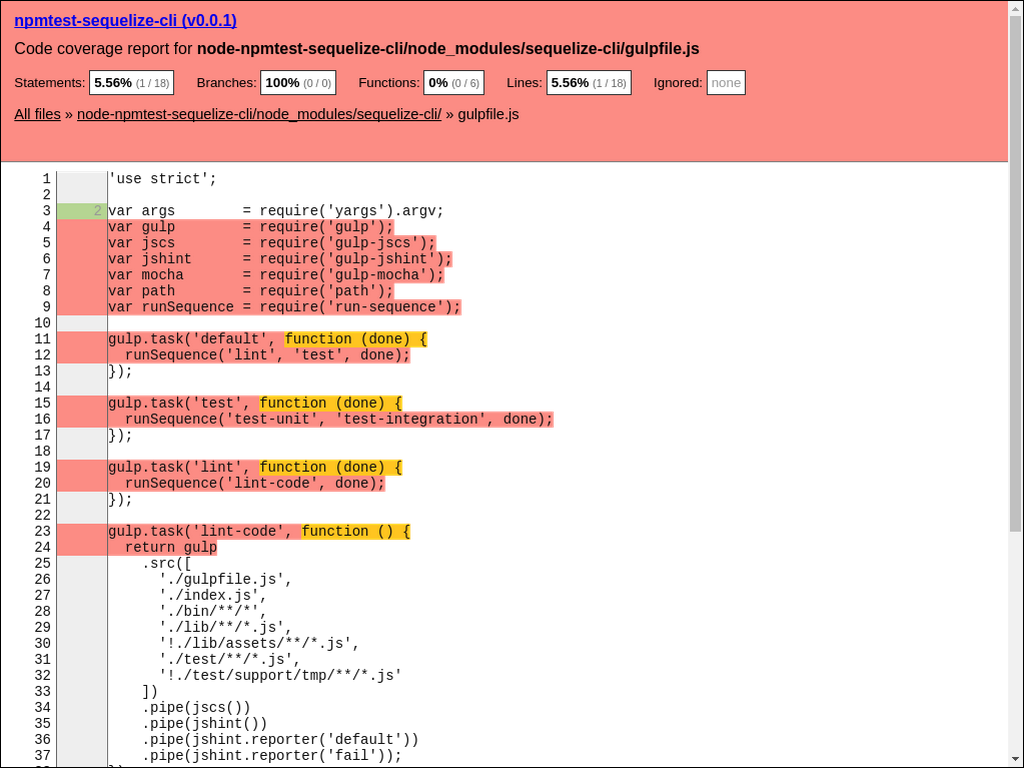 npmtest-sequelize-cli (v0.0.1)
Code coverage report for node-npmtest-sequelize-cli/node_modules/sequelize-cli/gulpfile.js
Statements: 5.56% (1 / 18) Branches: 100% (0 / 0) Functions: 0% (0 / 6) Lines: 5.56% (1 / 18) Ignored: none
All files » node-npmtest-sequelize-cli/node_modules/sequelize-cli/ » gulpfile.js
1 'use strict';
2
3 2 var args        = require('yargs').argv;
4 var gulp        = require('gulp');
5 var jscs        = require('gulp-jscs');
6 var jshint      = require('gulp-jshint');
7 var mocha       = require('gulp-mocha');
8 var path        = require('path');
9 var runSequence = require('run-sequence');
10
11 gulp.task('default', function (done) {
12   runSequence('lint', 'test', done);
13 });
14
15 gulp.task('test', function (done) {
16   runSequence('test-unit', 'test-integration', done);
17 });
18
19 gulp.task('lint', function (done) {
20   runSequence('lint-code', done);
21 });
22
23 gulp.task('lint-code', function () {
24   return gulp
25     .src([
26       './gulpfile.js',
27       './index.js',
28       './bin/**/*',
29       './lib/**/*.js',
30       '!./lib/assets/**/*.js',
31       './test/**/*.js',
32       '!./test/support/tmp/**/*.js'
33     ])
34     .pipe(jscs())
35     .pipe(jshint())
36     .pipe(jshint.reporter('default'))
37     .pipe(jshint.reporter('fail'));